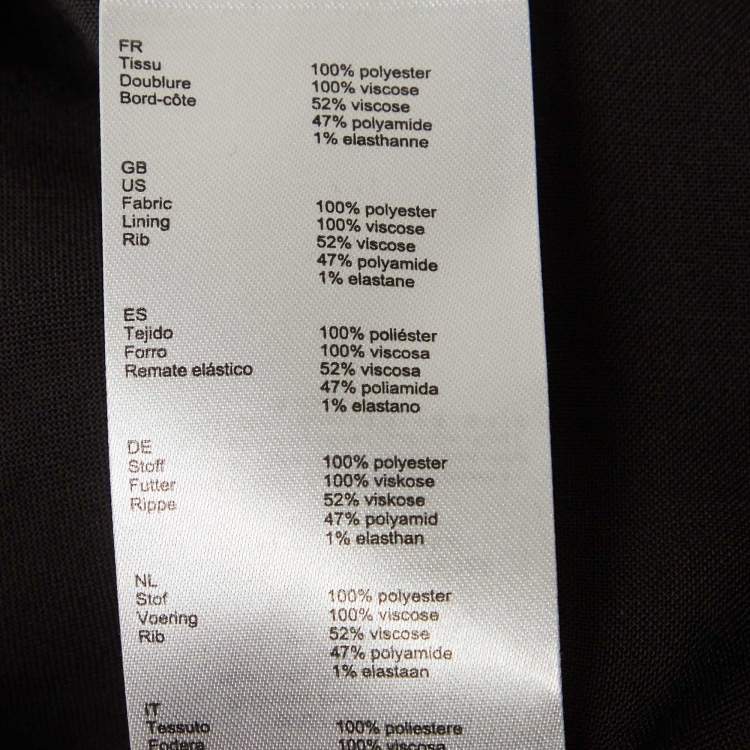 FR
Tissu 100% polyester
Doublure 100% viscose
Bord-côte 52% viscose
47% polyamide
1% elasthanne
GB
US
Fabric 100% polyester
Lining 100% viscose
Rib 52% viscose
47% polyamide
1% elastane
ES
Tejido 100% poliéster
Forro 100% viscosa
Remate elástico 52% viscosa
47% poliamida
1% elastano
DE
Stoff 100% polyester
Futter 100% viskose
Rippe 52% viskose
47% polyamid
1% elasthan
NL
Stof 100% polyester
Voering 100% viscose
Rib 52% viscose
47% polyamide
1% elastaan
IT
Tessuto 100% poliestere
Fodera 100% viscosa